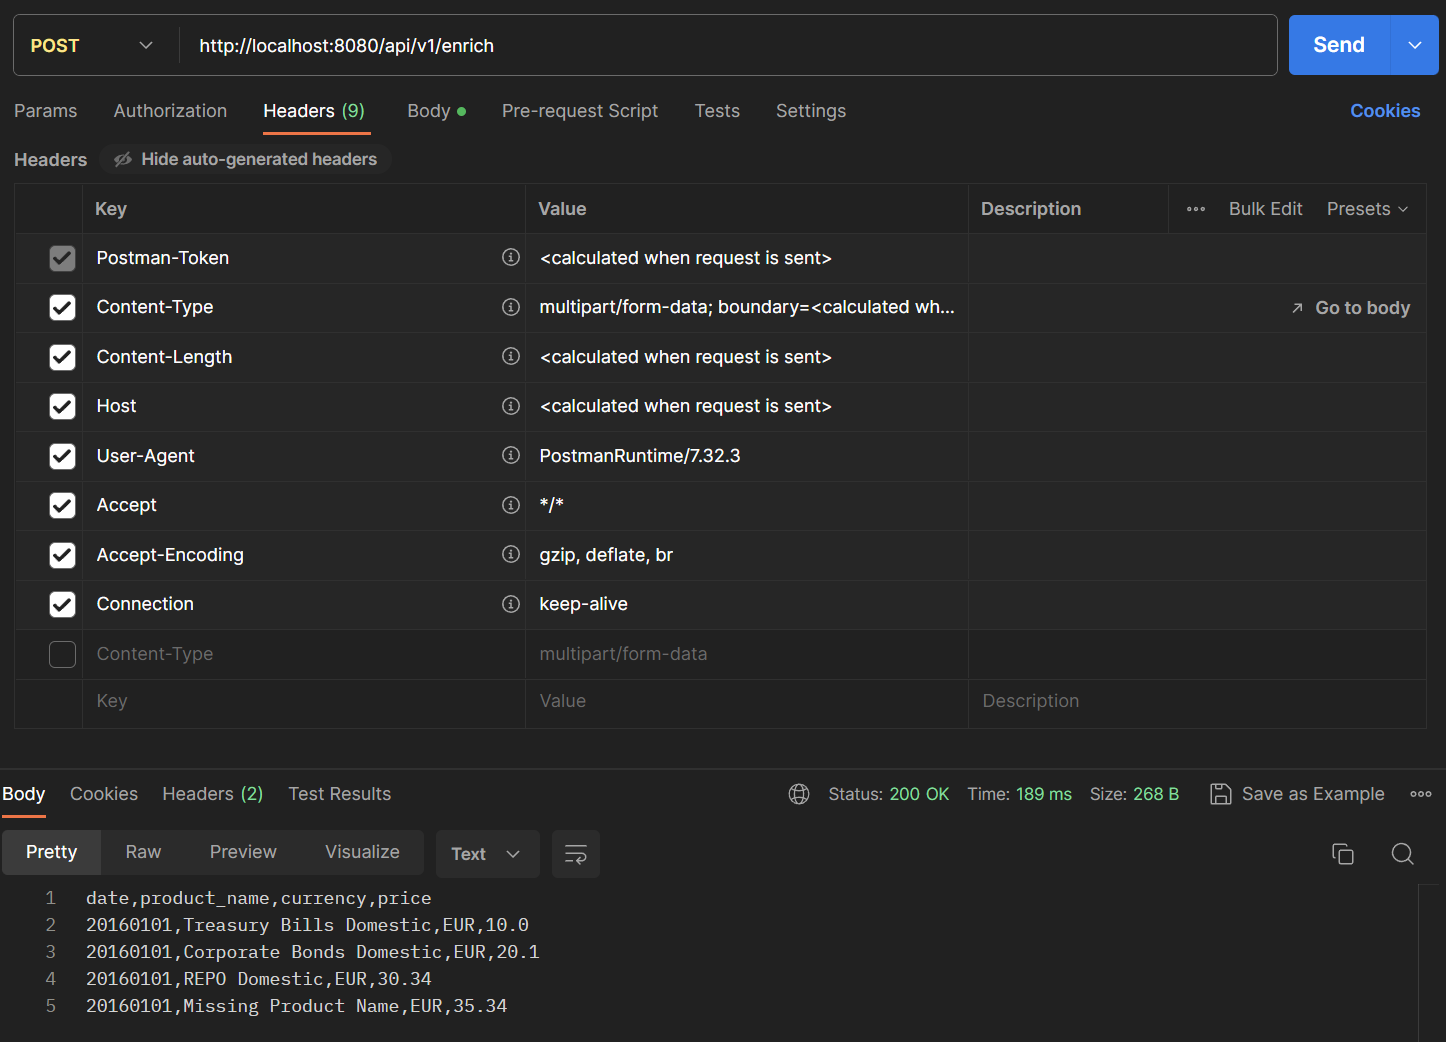 POST
http://localhost:8080/api/v1/enrich
Send
Params Authorization Headers (9) Body Pre-request Script Tests Settings Cookies
Headers Hide auto-generated headers
Key Value Description Bulk Edit Presets
Postman-Token <calculated when request is sent>
Content-Type multipart/form-data; boundary=<calculated wh... Go to body
Content-Length <calculated when request is sent>
Host <calculated when request is sent>
User-Agent PostmanRuntime/7.32.3
Accept */*
Accept-Encoding gzip, deflate, br
Connection keep-alive
Content-Type multipart/form-data
Key Value Description
Body Cookies Headers (2) Test Results Status: 200 OK Time: 189 ms Size: 268 B Save as Example
Pretty Raw Preview Visualize Text
1 date,product_name,currency,price
2 20160101,Treasury Bills Domestic,EUR,10.0
3 20160101,Corporate Bonds Domestic,EUR,20.1
4 20160101,REPO Domestic,EUR,30.34
5 20160101,Missing Product Name,EUR,35.34